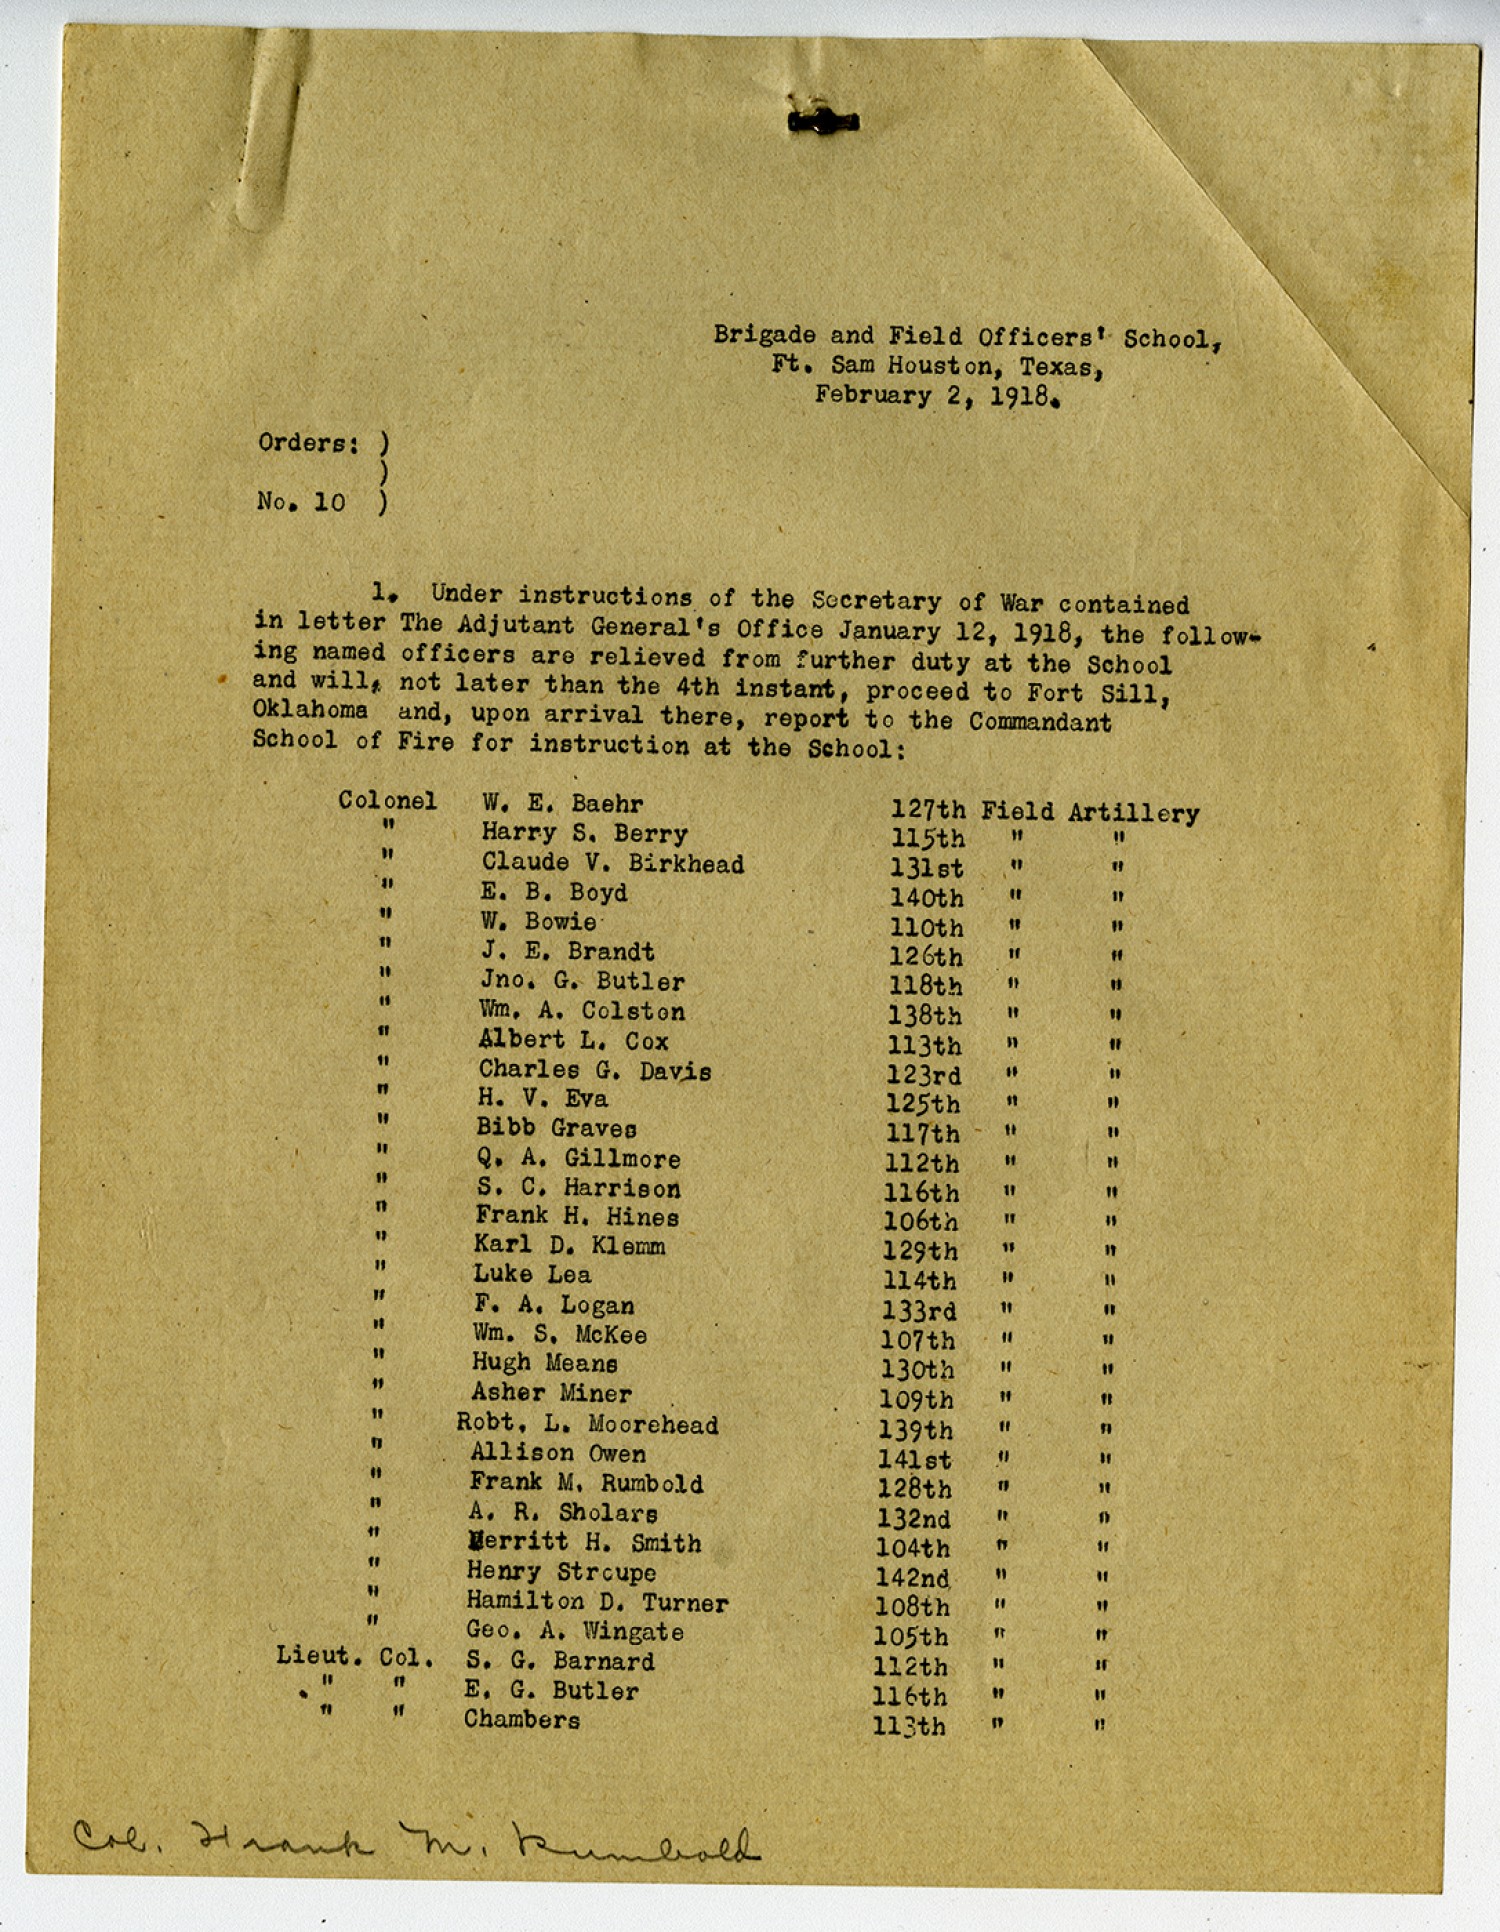 Brigade and Field Officers' School,
Ft. Sam Houston, Texas,
February 2, 1918.
Orders: )
)
No. 10 )
1. Under instructions of the Secretary of War contained
in letter The Adjutant General's Office January 12, 1918, the follow-
ing named officers are relieved from further duty at the School
and will, not later than the 4th instant, proceed to Fort Sill,
Oklahoma and, upon arrival there, report to the Commandant
School of Fire for instruction at the School:
Colonel W. E. Baehr 127th Field Artillery
" Harry S. Berry 115th " "
" Claude V. Birkhead 131st " "
" E. B. Boyd 140th " "
" W. Bowie 110th " "
" J. E. Brandt 126th " "
" Jno. G. Butler 118th " "
" Wm. A. Colston 138th " "
" Albert L. Cox 113th " "
" Charles G. Davis 123rd " "
" H. V. Eva 125th " "
" Bibb Graves 117th " "
" Q. A. Gillmore 112th " "
" S. C. Harrison 116th " "
" Frank H. Hines 106th " "
" Karl D. Klemm 129th " "
" Luke Lea 114th " "
" F. A. Logan 133rd " "
" Wm. S. McKee 107th " "
" Hugh Means 130th " "
" Asher Miner 109th " "
" Robt. L. Moorehead 139th " "
" Allison Owen 141st " "
" Frank M. Rumbold 128th " "
" A. R. Sholars 132nd " "
" Merritt H. Smith 104th " "
" Henry Stroupe 142nd " "
" Hamilton D. Turner 108th " "
" Geo. A. Wingate 105th " "
Lieut. Col. S. G. Barnard 112th " "
" " E. G. Butler 116th " "
" " Chambers 113th " "
Col. Frank M. Rumbold